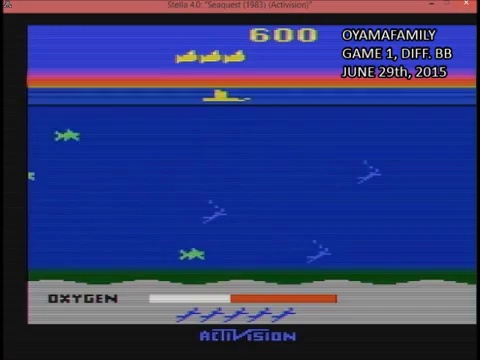 Stella 4.0: "Seaquest (1983) (Activision)"
600
OYAMAFAMILY
GAME 1, DIFF. BB
JUNE 29th, 2015
OXYGEN
ACTIVISION